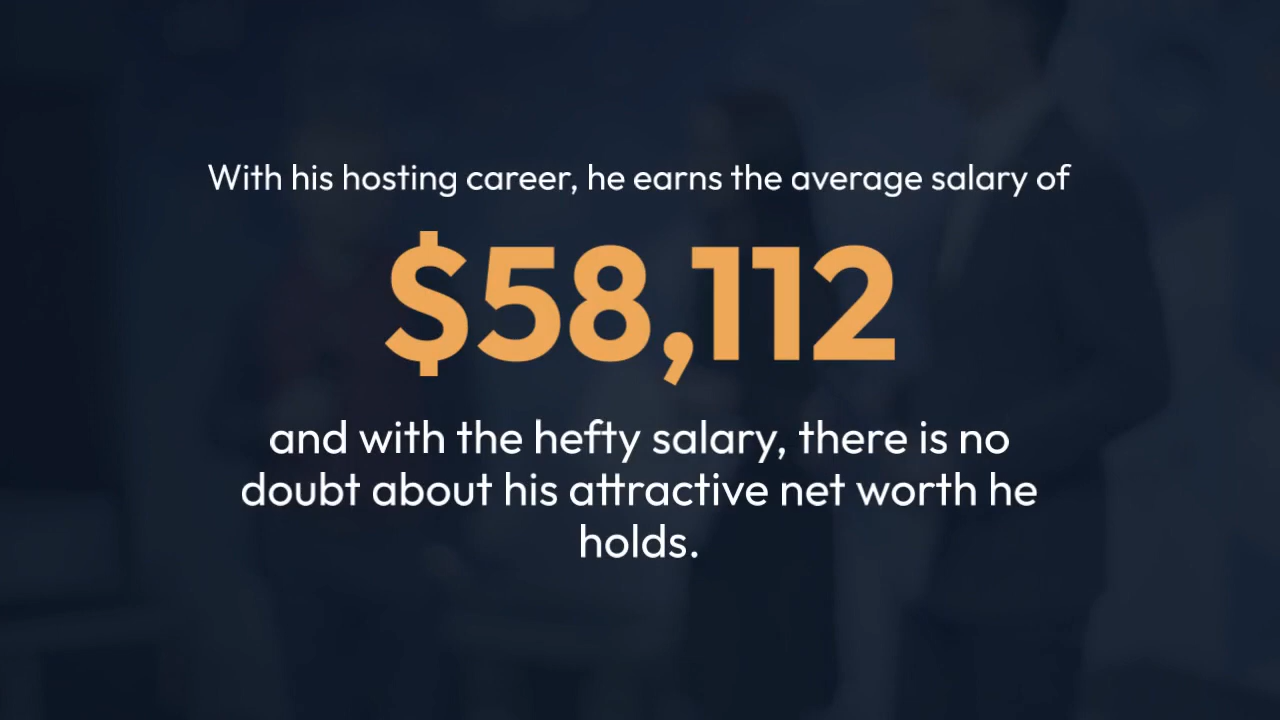 With his hosting career, he earns the average salary of
$58,112
and with the hefty salary, there is no
doubt about his attractive net worth he
holds.